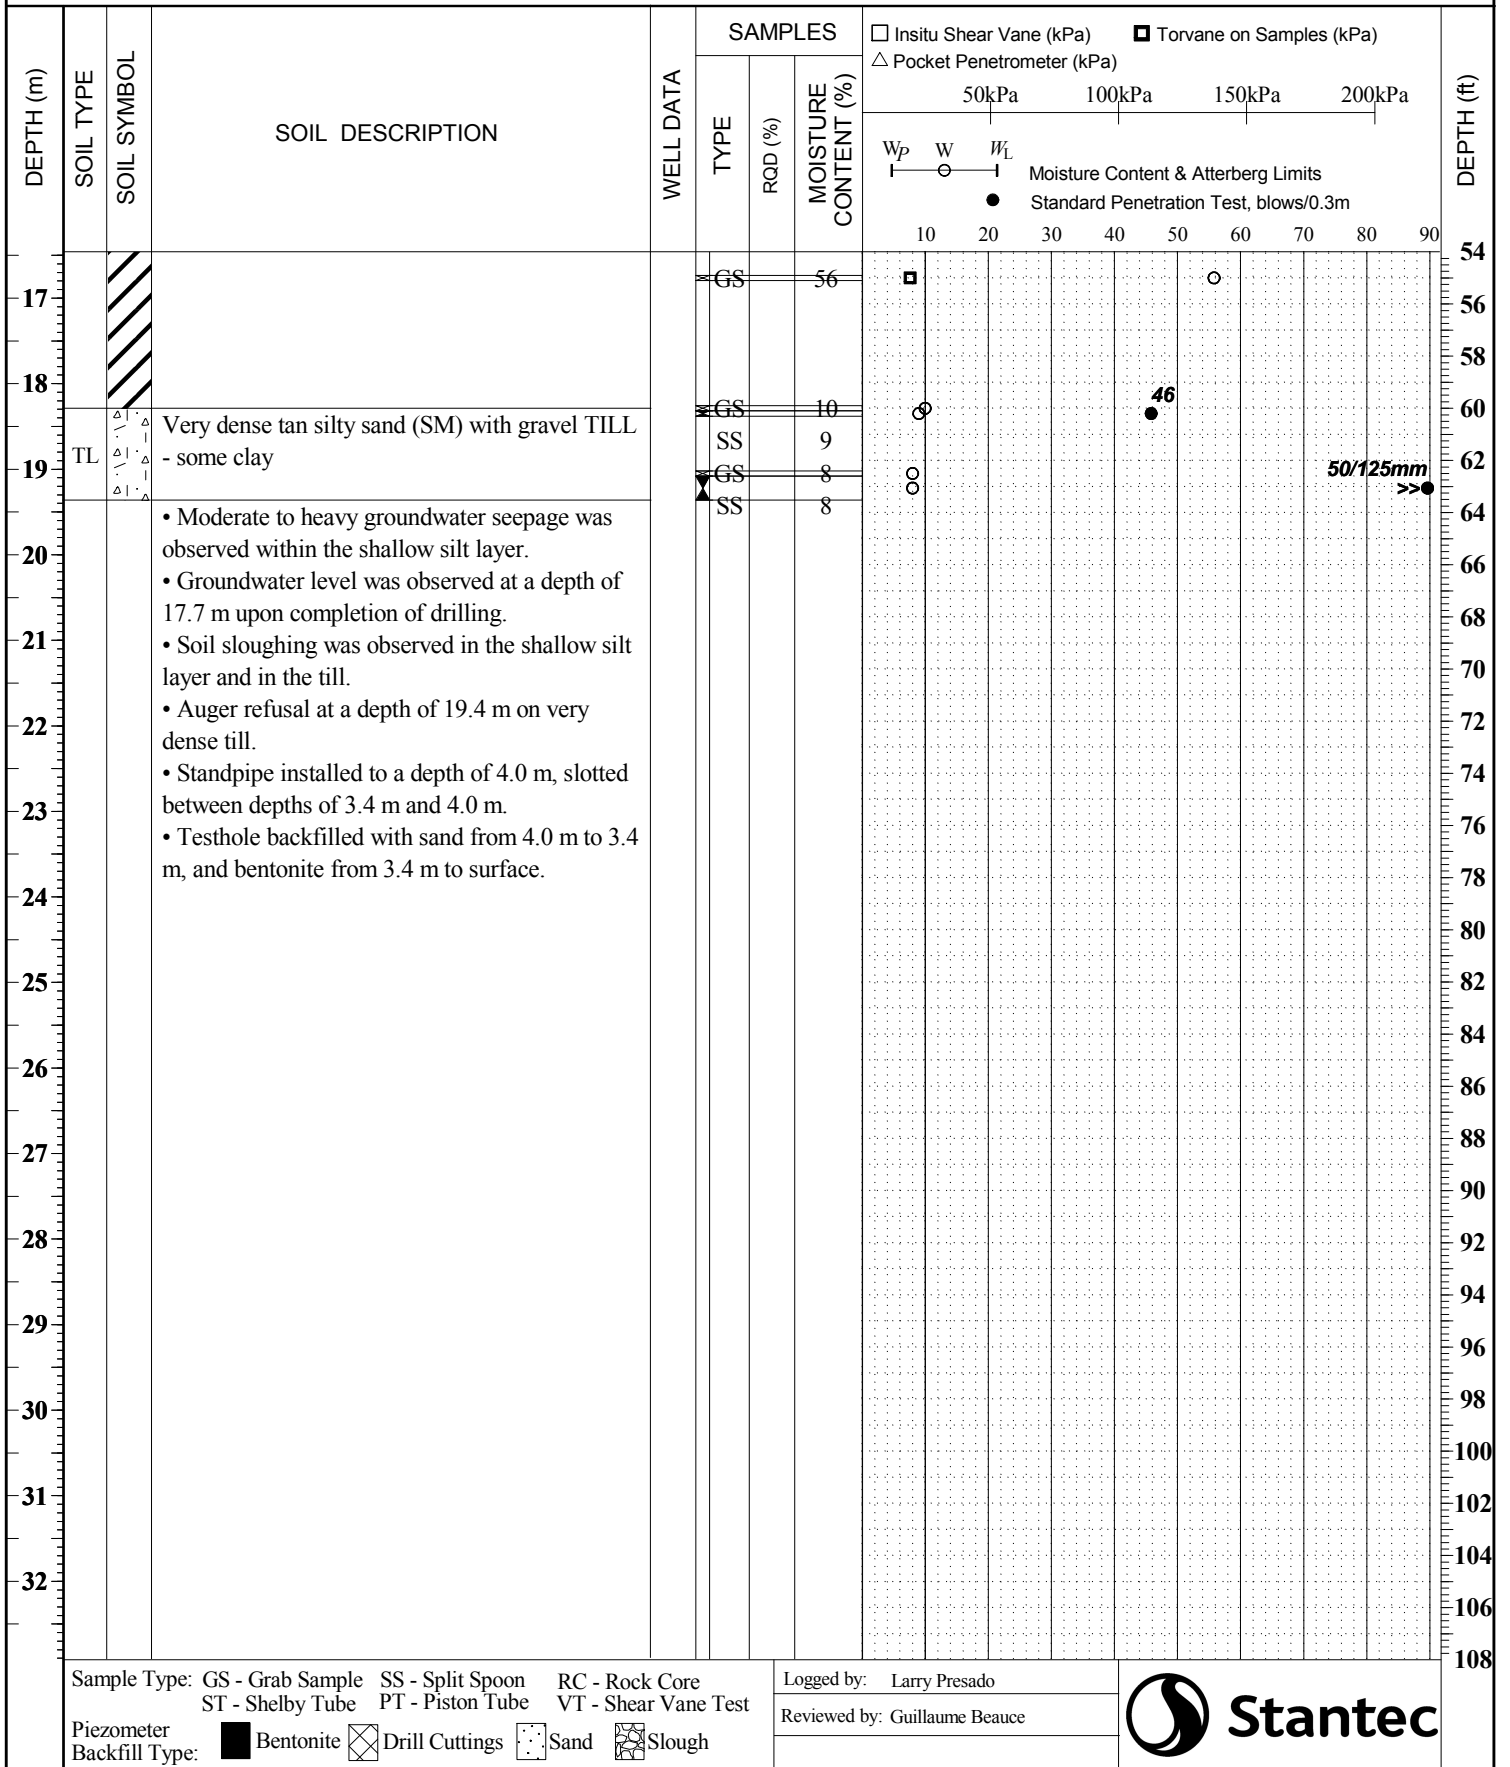 DEPTH (m)
SOIL TYPE
SOIL SYMBOL
SOIL DESCRIPTION
WELL DATA
SAMPLES
TYPE
RQD (%)
MOISTURE
CONTENT (%)
Insitu Shear Vane (kPa) Torvane on Samples (kPa)
Pocket Penetrometer (kPa)
50kPa 100kPa 150kPa 200kPa
WP W WL
Moisture Content & Atterberg Limits
Standard Penetration Test, blows/0.3m
10 20 30 40 50 60 70 80 90
DEPTH (ft)
54
GS 56
17
56
58
18
46
GS 10
60
Very dense tan silty sand (SM) with gravel TILL
SS 9
TL
- some clay
19
GS 8
50/125mm
62
>>
SS 8
64
• Moderate to heavy groundwater seepage was
observed within the shallow silt layer.
20
66
• Groundwater level was observed at a depth of
17.7 m upon completion of drilling.
68
21
• Soil sloughing was observed in the shallow silt
layer and in the till.
70
• Auger refusal at a depth of 19.4 m on very
22
72
dense till.
• Standpipe installed to a depth of 4.0 m, slotted
74
between depths of 3.4 m and 4.0 m.
23
76
• Testhole backfilled with sand from 4.0 m to 3.4
m, and bentonite from 3.4 m to surface.
78
24
80
25
82
84
26
86
27
88
90
28
92
94
29
96
30
98
100
31
102
104
32
106
108
Sample Type: GS - Grab Sample SS - Split Spoon RC - Rock Core
ST - Shelby Tube PT - Piston Tube VT - Shear Vane Test
Piezometer
Backfill Type:
Bentonite Drill Cuttings Sand Slough
Logged by: Larry Presado
Reviewed by: Guillaume Beauce
Stantec